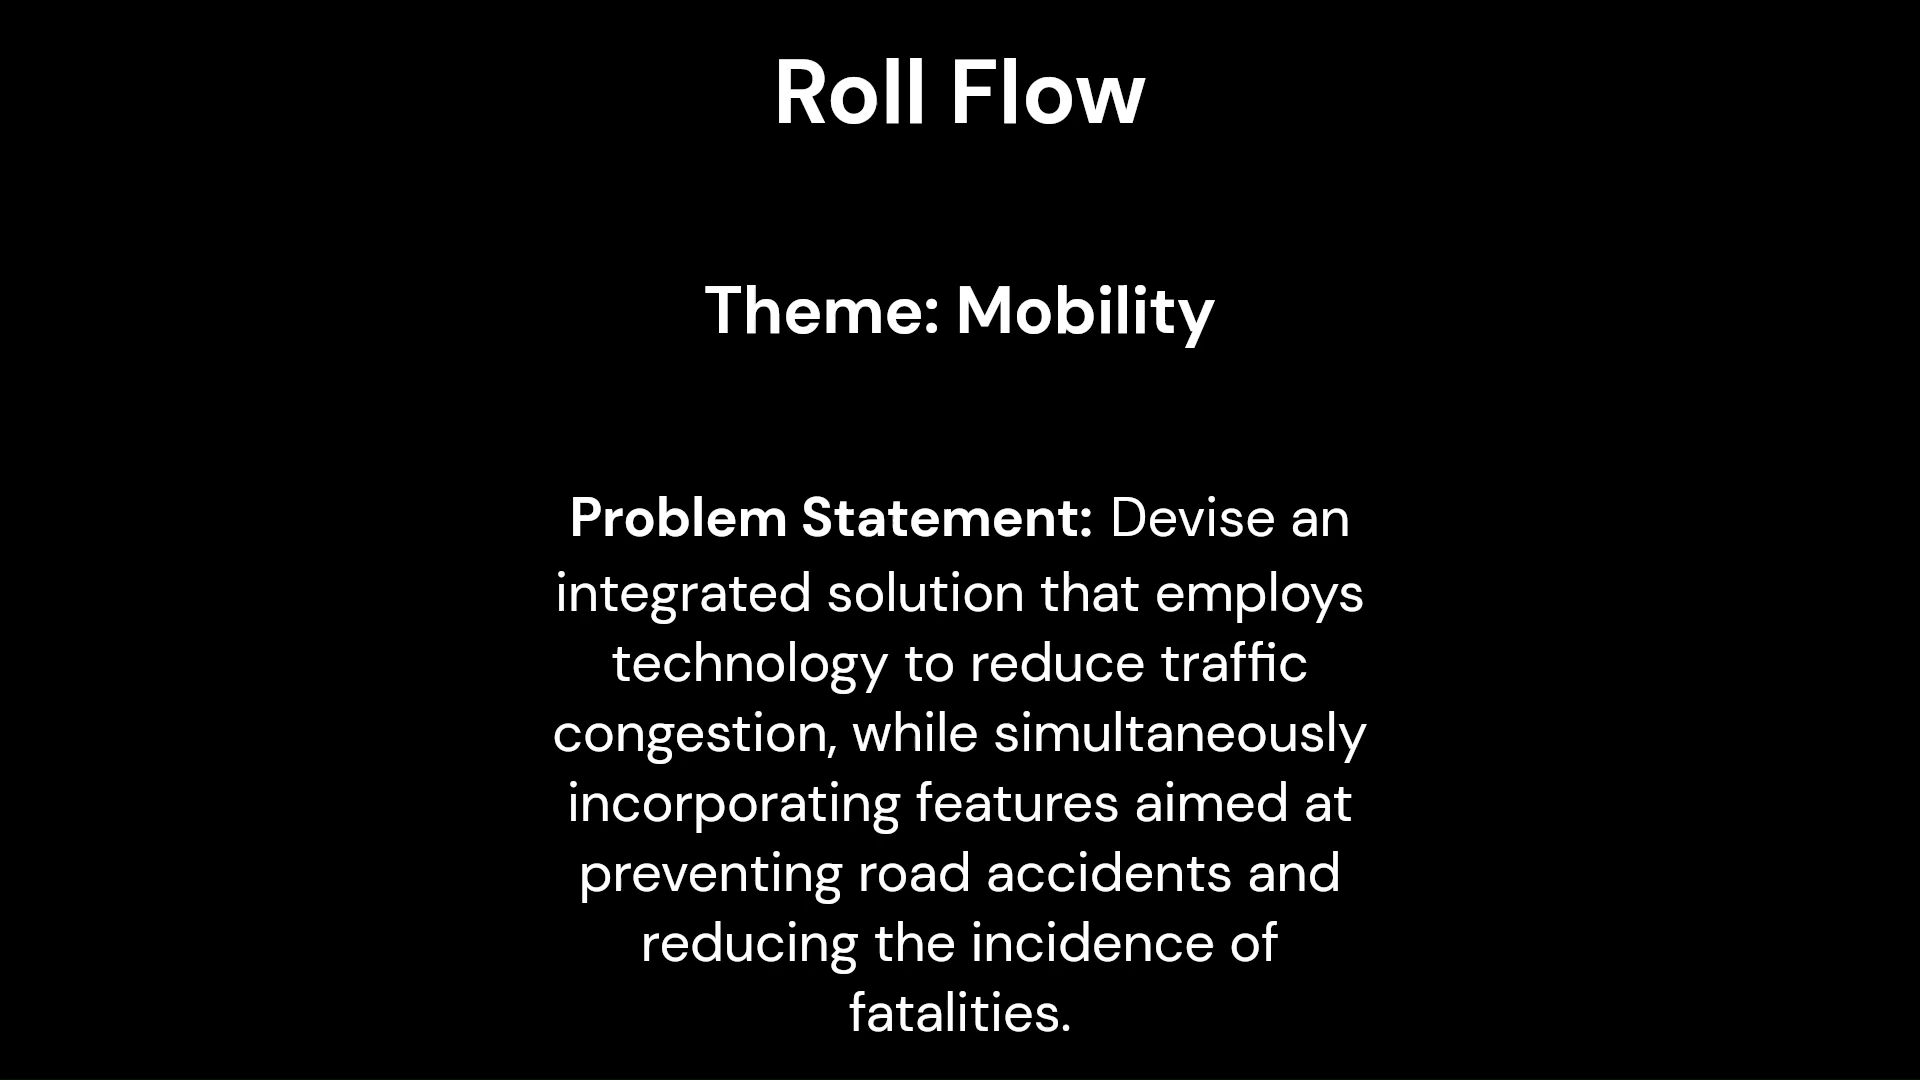 Roll Flow
Theme: Mobility
Problem Statement: Devise an
integrated solution that employs
technology to reduce traffic
congestion, while simultaneously
incorporating features aimed at
preventing road accidents and
reducing the incidence of
fatalities.